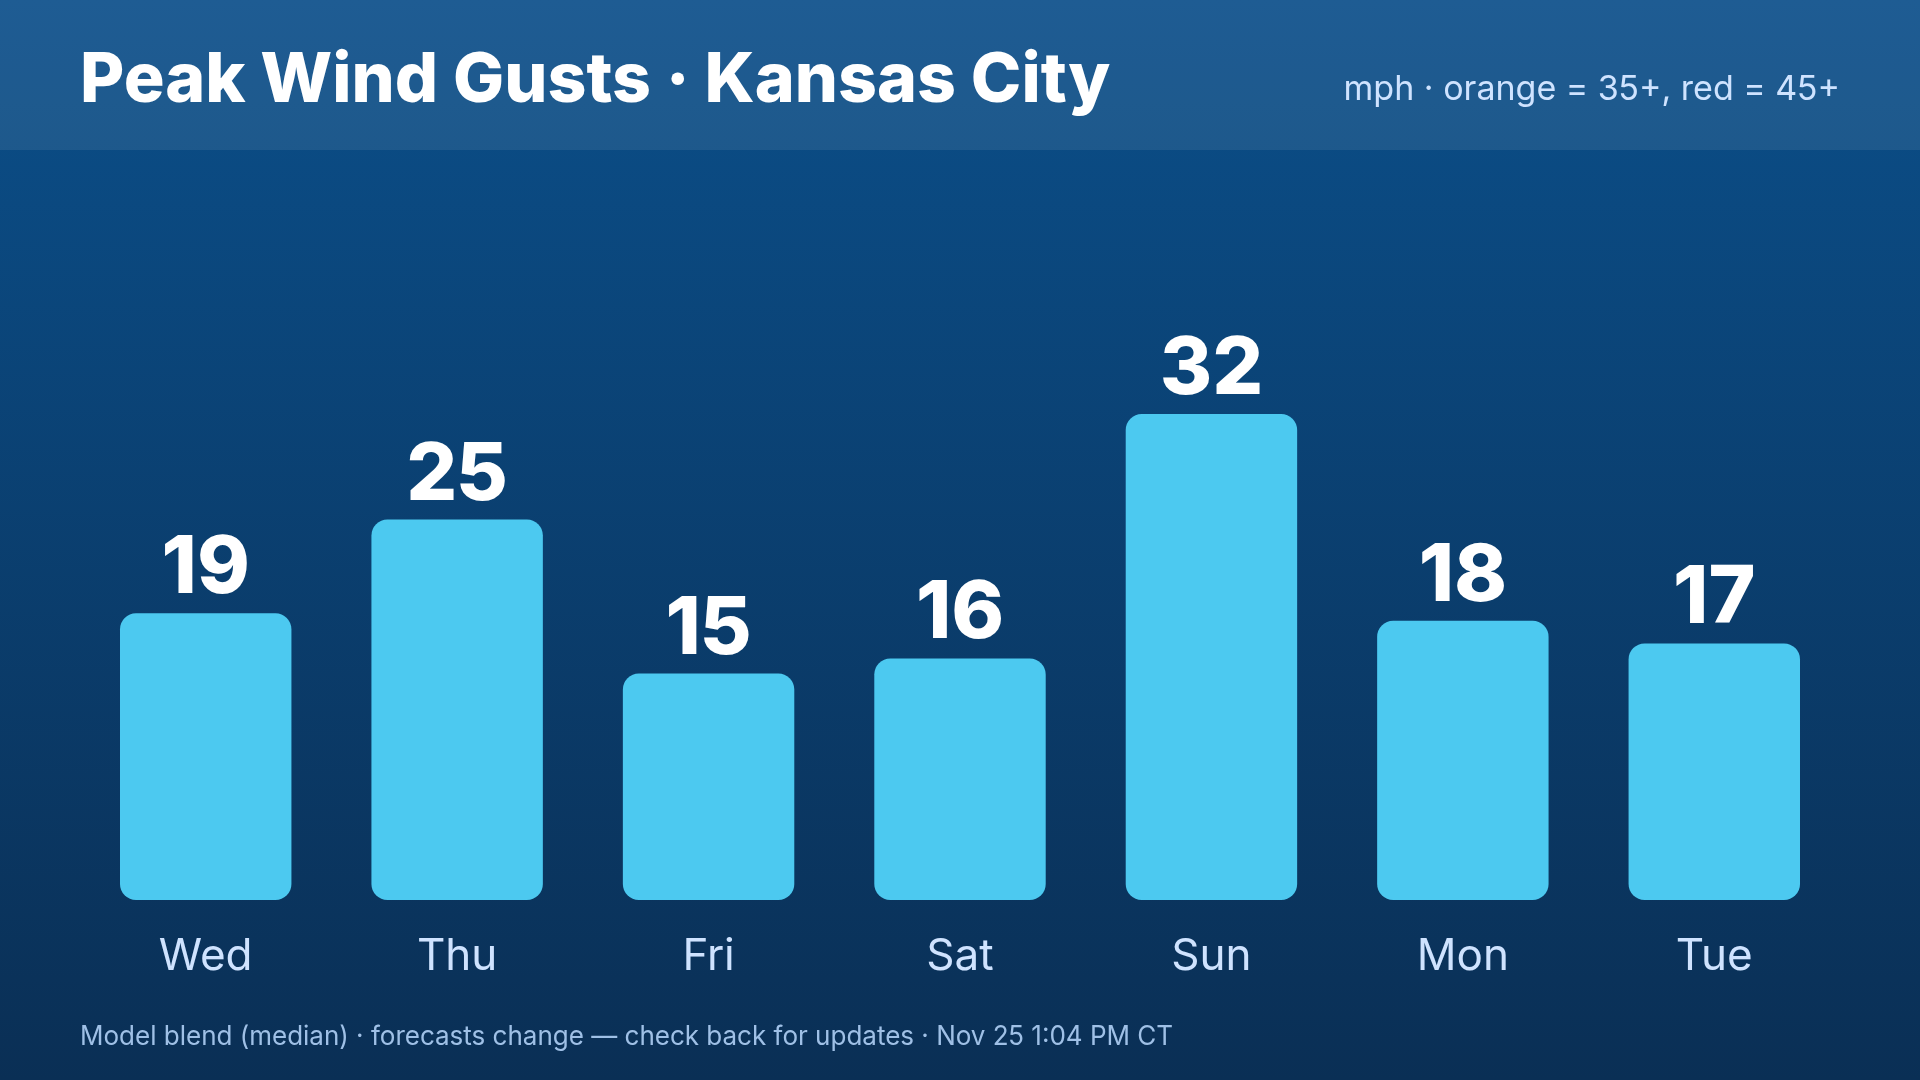 Peak Wind Gusts · Kansas City
mph · orange = 35+, red = 45+
19
25
15
16
32
18
17
Wed
Thu
Fri
Sat
Sun
Mon
Tue
Model blend (median) · forecasts change — check back for updates · Nov 25 1:04 PM CT